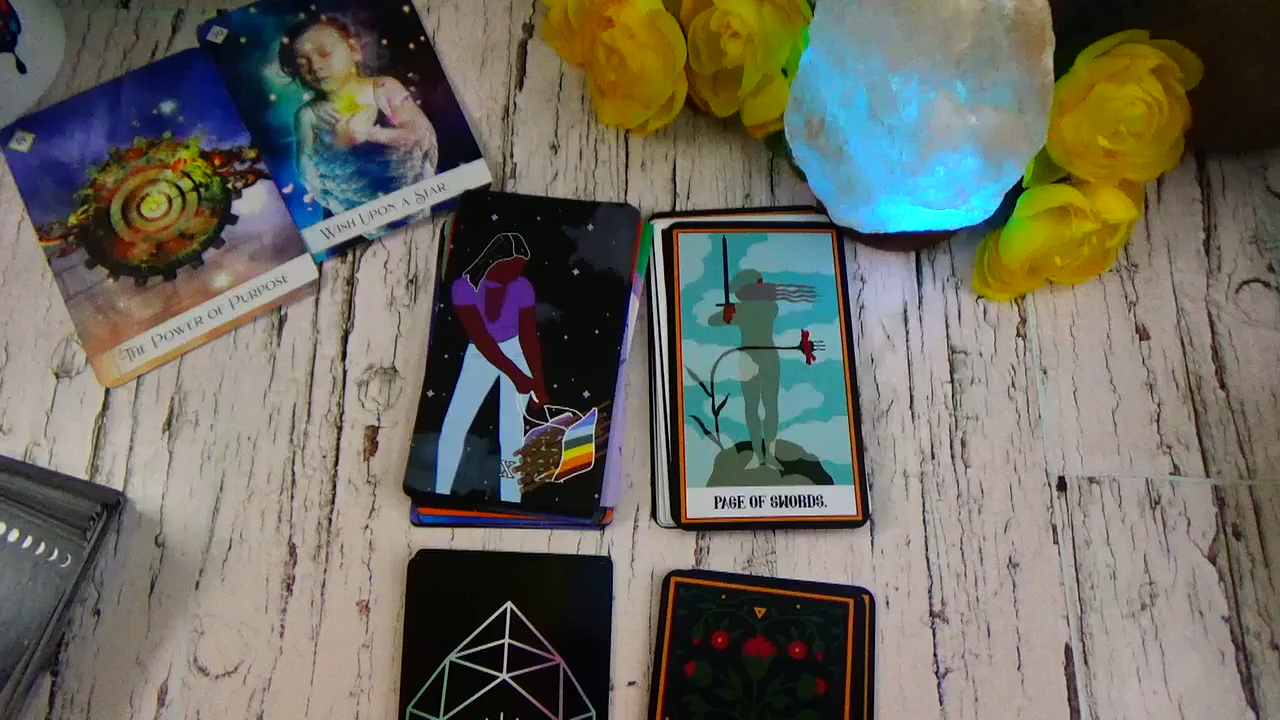 WISH UPON A STAR
THE POWER OF PURPOSE
PAGE OF SWORDS.